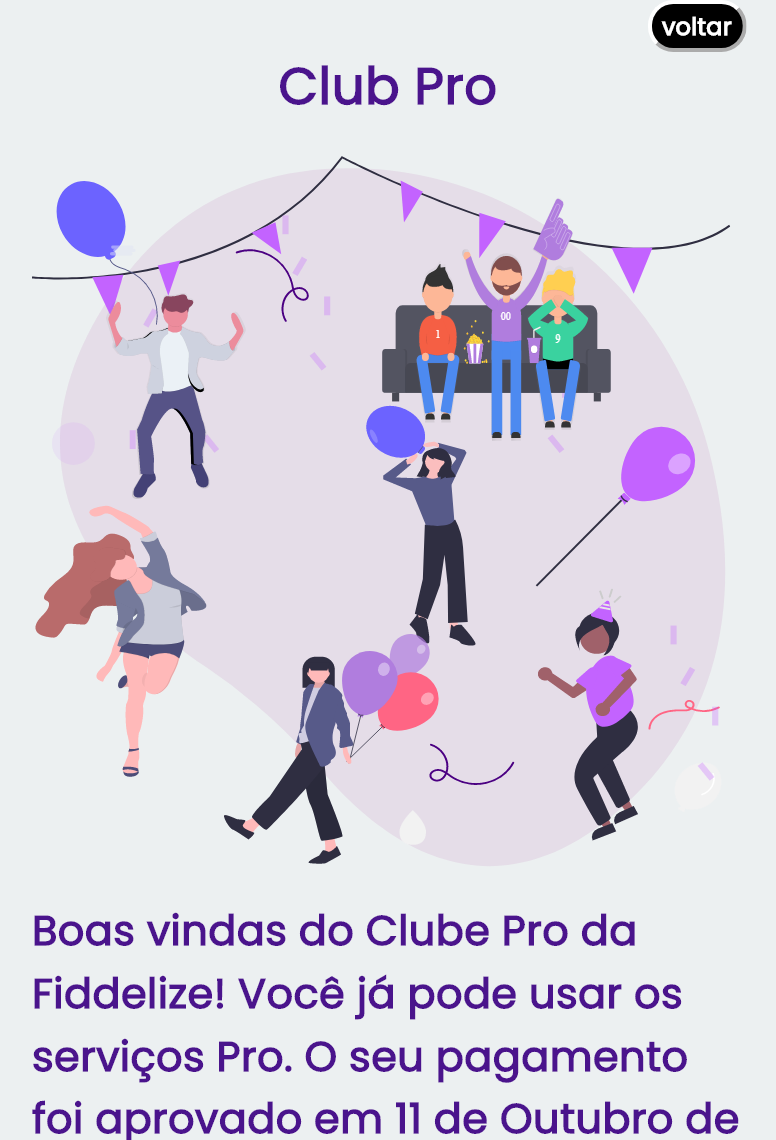 voltar
Club Pro
1
00
9
Boas vindas do Clube Pro da
Fiddelize! Você já pode usar os
serviços Pro. O seu pagamento
foi aprovado em 11 de Outubro de